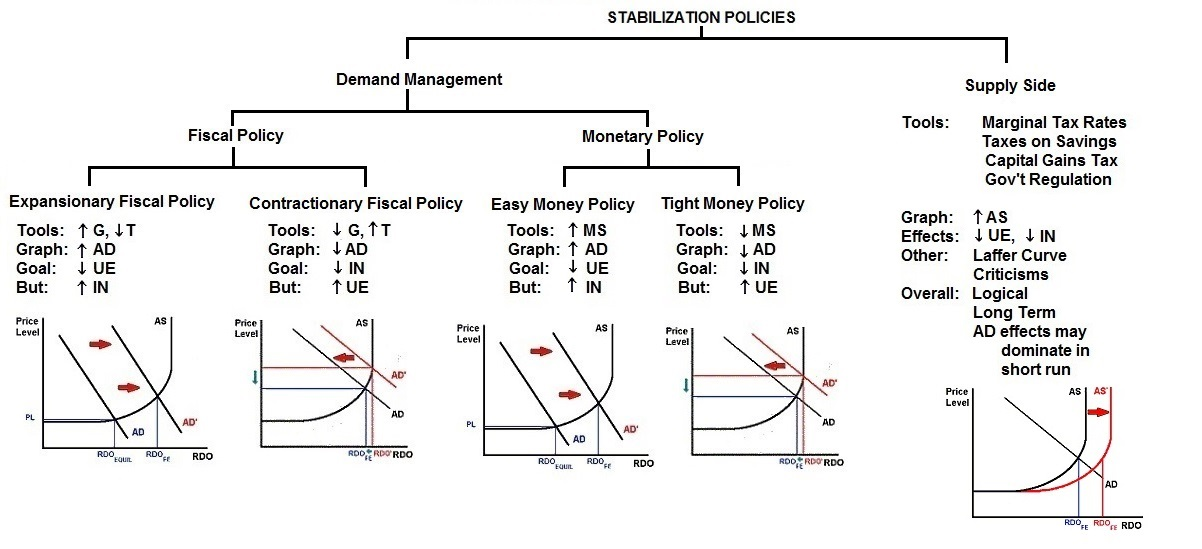 STABILIZATION POLICIES
Demand Management
Supply Side
Fiscal Policy
Monetary Policy
Tools: Marginal Tax Rates
Taxes on Savings
Capital Gains Tax
Gov't Regulation
Graph: ↑ AS
Effects: ↓ UE, ↓ IN
Other: Laffer Curve
Criticisms
Overall: Logical
Long Term
AD effects may
dominate in
short run
Expansionary Fiscal Policy
Tools: ↑ G, ↓ T
Graph: ↑ AD
Goal: ↓ UE
But: ↑ IN
Contractionary Fiscal Policy
Tools: ↓ G, ↑ T
Graph: ↓ AD
Goal: ↓ IN
But: ↑ UE
Easy Money Policy
Tools: ↑ MS
Graph: ↑ AD
Goal: ↓ UE
But: ↑ IN
Tight Money Policy
Tools: ↓ MS
Graph: ↓ AD
Goal: ↓ IN
But: ↑ UE
Price
Level
AS
PL
AD
AD'
RDO EQUIL
RDO FE
RDO
Price
Level
AS
AD'
AD
RDO FE
RDO'
RDO
Price
Level
AS
PL
AD
AD'
RDO EQUIL
RDO FE
RDO
Price
Level
AS
AD'
AD
RDO FE
RDO'
RDO
Price
Level
AS
AS'
AD
RDO FE
RDO FE
RDO